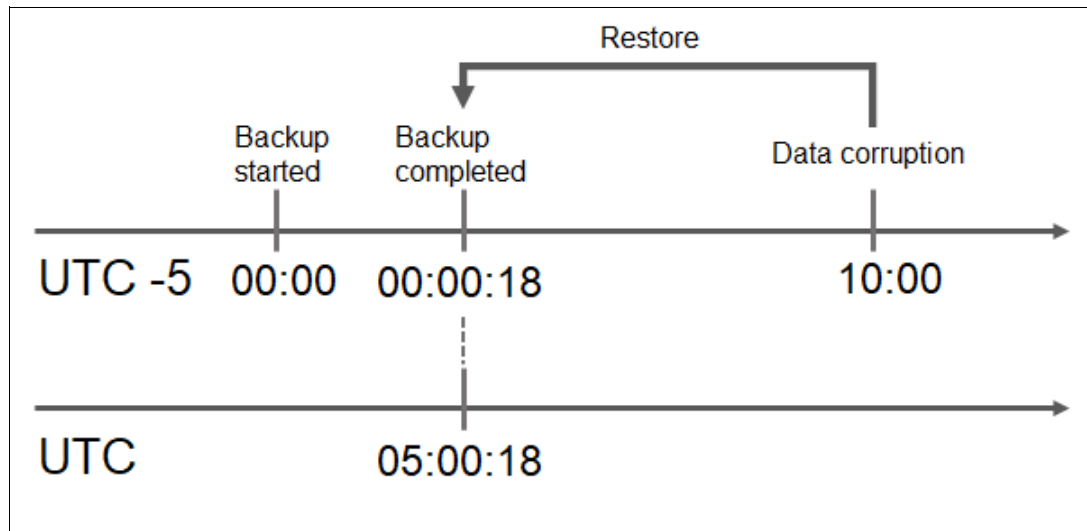 Restore
Backup
started
Backup
completed
Data corruption
UTC -5
00:00
00:00:18
10:00
UTC
05:00:18